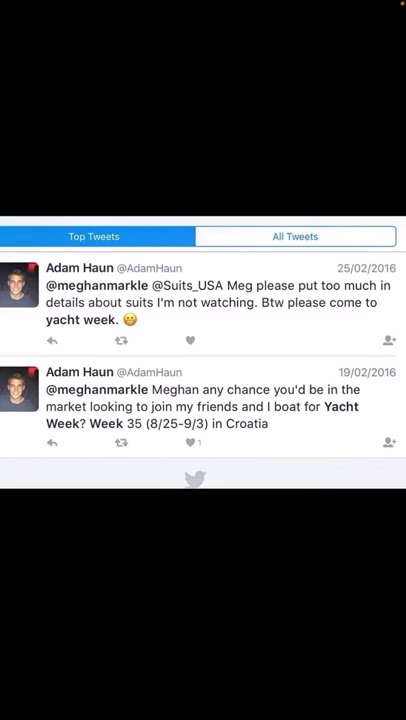 Top Tweets All Tweets
Adam Haun @AdamHaun 25/02/2016
@meghanmarkle @Suits_USA Meg please put too much in
details about suits I'm not watching. Btw please come to
yacht week. 😁
Adam Haun @AdamHaun 19/02/2016
@meghanmarkle Meghan any chance you'd be in the
market looking to join my friends and I boat for Yacht
Week? Week 35 (8/25-9/3) in Croatia
1